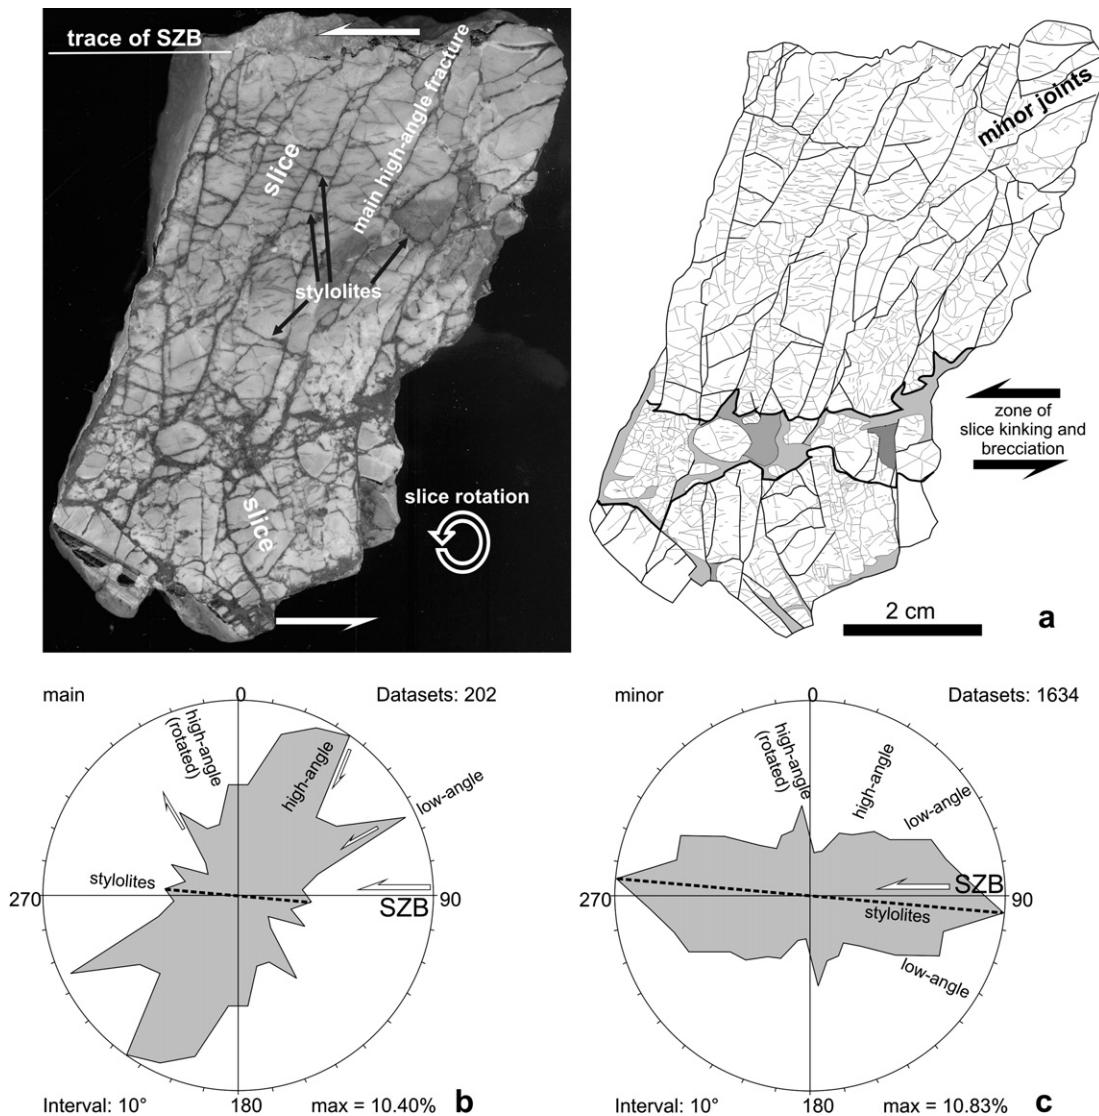 trace of SZB
main high-angle fracture
slice
stylolites
slice rotation
slice
minor joints
zone of
slice kinking and
brecciation
2 cm
a
main
0
Datasets: 202
high-angle
(rotated)
high-angle
low-angle
stylolites
270
SZB
90
Interval: 10°
180
max = 10.40%
b
minor
0
Datasets: 1634
high-angle
(rotated)
high-angle
low-angle
SZB
270
90
stylolites
low-angle
Interval: 10°
180
max = 10.83%
c